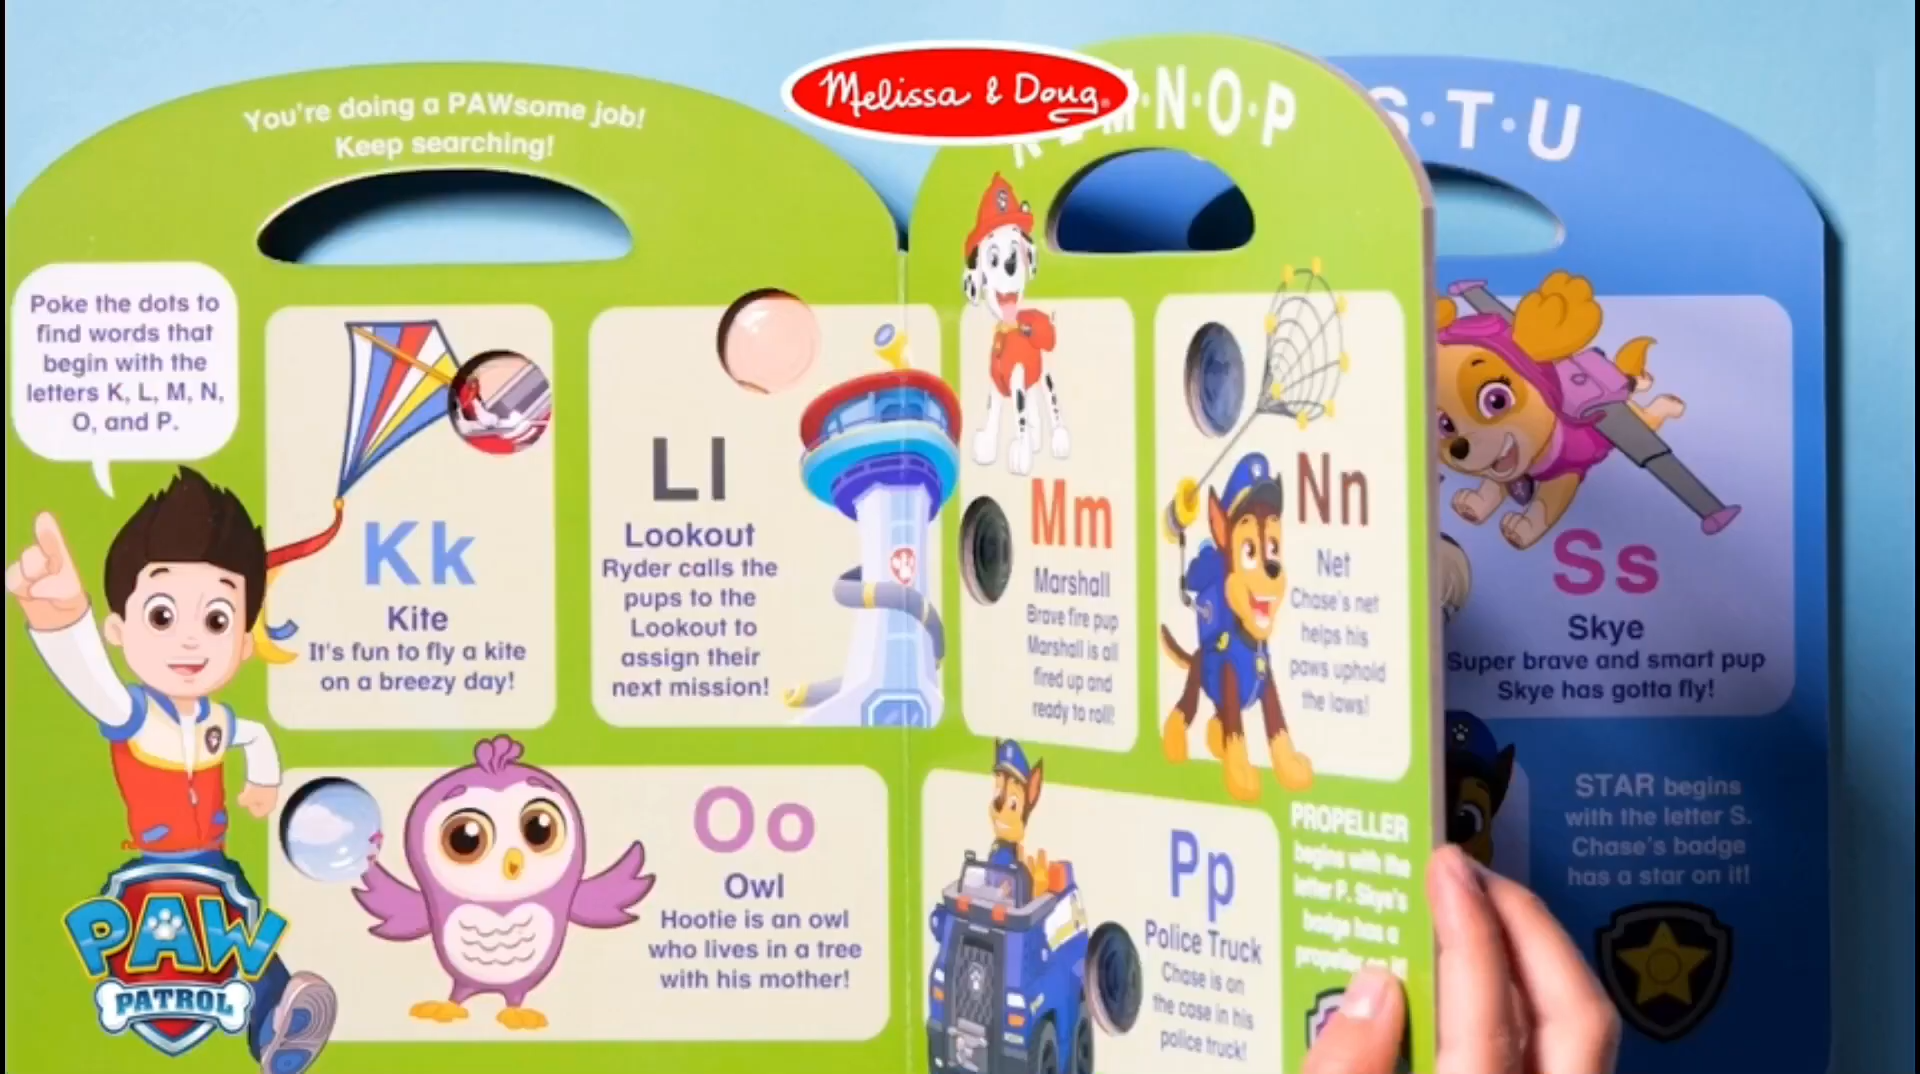 You're doing a PAWsome job!
Keep searching!
Melissa & Doug®
M·N·O·P
S·T·U
Poke the dots to
find words that
begin with the
letters K, L, M, N,
O, and P.
Kk
Kite
It's fun to fly a kite
on a breezy day!
Ll
Lookout
Ryder calls the
pups to the
Lookout to
assign their
next mission!
Mm
Marshall
Brave fire pup
Marshall is all
fired up and
ready to roll!
Nn
Net
Chase's net
helps his
paws uphold
the laws!
Ss
Skye
Super brave and smart pup
Skye has gotta fly!
Oo
Owl
Hootie is an owl
who lives in a tree
with his mother!
Pp
Police Truck
Chase is on
the case in his
police truck!
PROPELLER
begins with the
letter P. Skye's
badge has a
propeller on it!
STAR begins
with the letter S.
Chase's badge
has a star on it!
PAW
PATROL